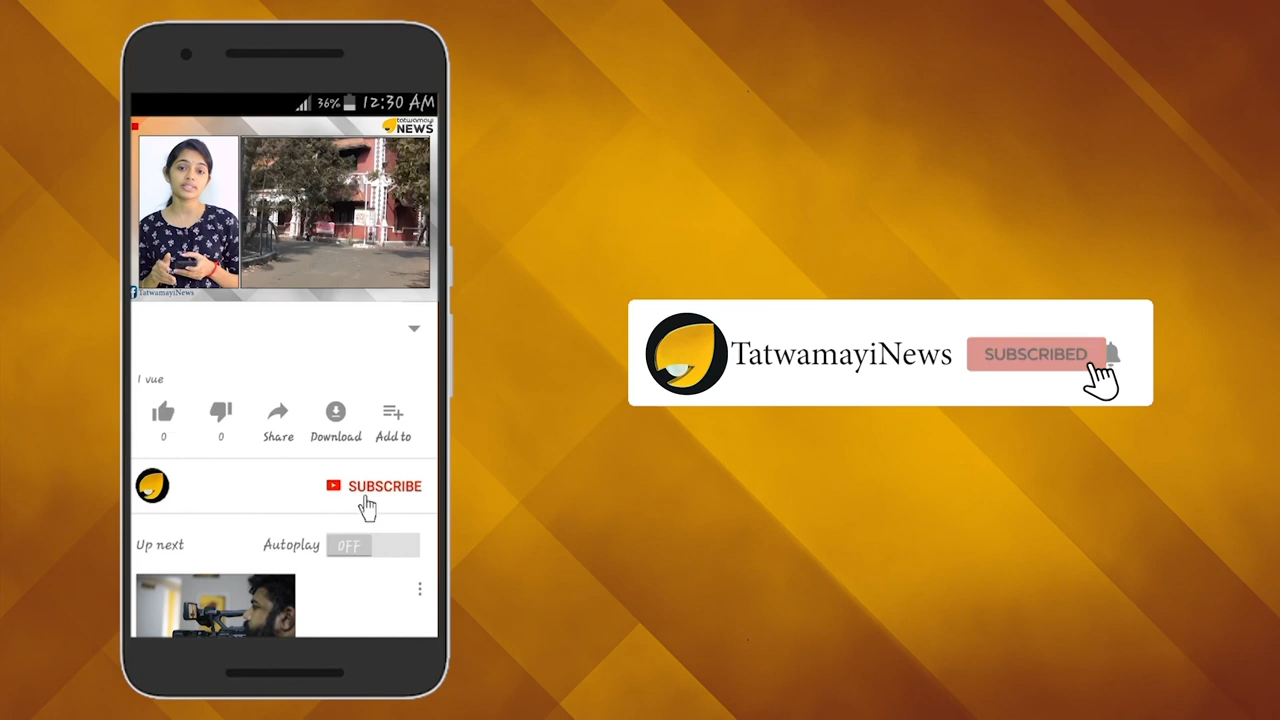 36% 12:30 AM
tatwamayi
NEWS
TatwamayiNews
1 vue
0 0 Share Download Add to
SUBSCRIBE
Up next Autoplay OFF
TatwamayiNews SUBSCRIBED